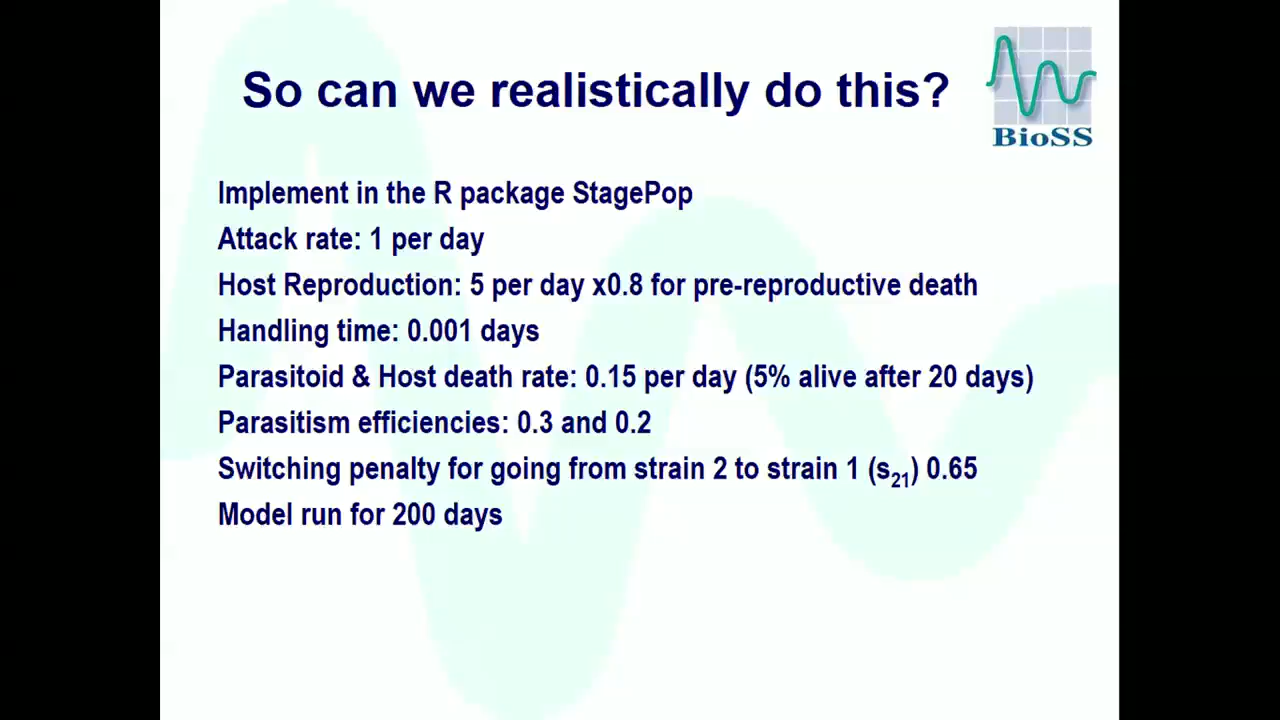 So can we realistically do this?
BioSS
Implement in the R package StagePop
Attack rate: 1 per day
Host Reproduction: 5 per day x0.8 for pre-reproductive death
Handling time: 0.001 days
Parasitoid & Host death rate: 0.15 per day (5% alive after 20 days)
Parasitism efficiencies: 0.3 and 0.2
Switching penalty for going from strain 2 to strain 1 (s21) 0.65
Model run for 200 days